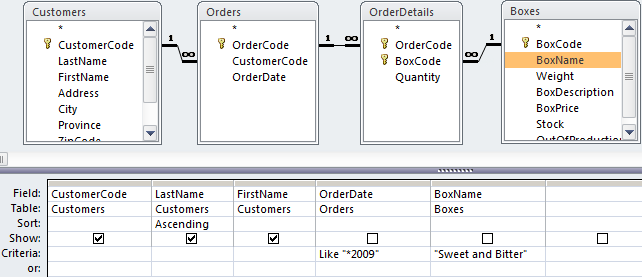 Customers
*
CustomerCode
LastName
FirstName
Address
City
Province
ZipCode
Orders
*
OrderCode
CustomerCode
OrderDate
OrderDetails
*
OrderCode
BoxCode
Quantity
Boxes
*
BoxCode
BoxName
Weight
BoxDescription
BoxPrice
Stock
OutOfProduction
1 ∞ 1 ∞ ∞ 1
Field: CustomerCode LastName FirstName OrderDate BoxName
Table: Customers Customers Customers Orders Boxes
Sort: Ascending
Show:
Criteria: Like "*2009" "Sweet and Bitter"
or: